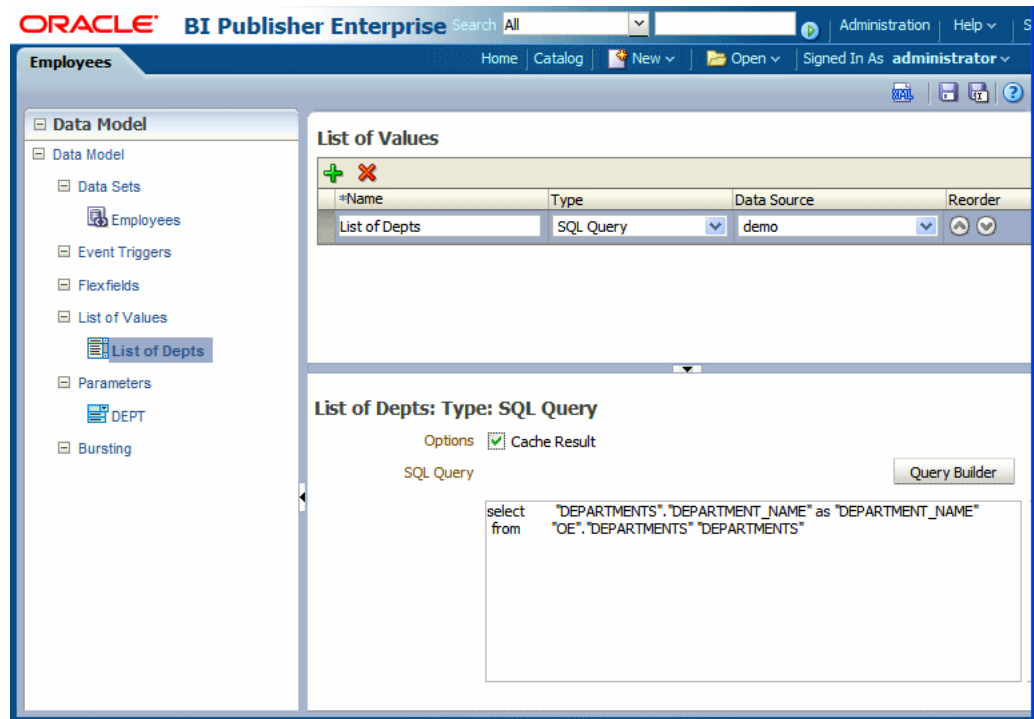 ORACLE BI Publisher Enterprise Search All Administration Help S
Employees Home Catalog New Open Signed In As administrator
XML
Data Model
Data Model
Data Sets
Employees
Event Triggers
Flexfields
List of Values
List of Depts
Parameters
DEPT
Bursting
List of Values
*Name Type Data Source Reorder
List of Depts SQL Query demo
List of Depts: Type: SQL Query
Options Cache Result
SQL Query Query Builder
select "DEPARTMENTS"."DEPARTMENT_NAME" as "DEPARTMENT_NAME"
from "OE"."DEPARTMENTS" "DEPARTMENTS"